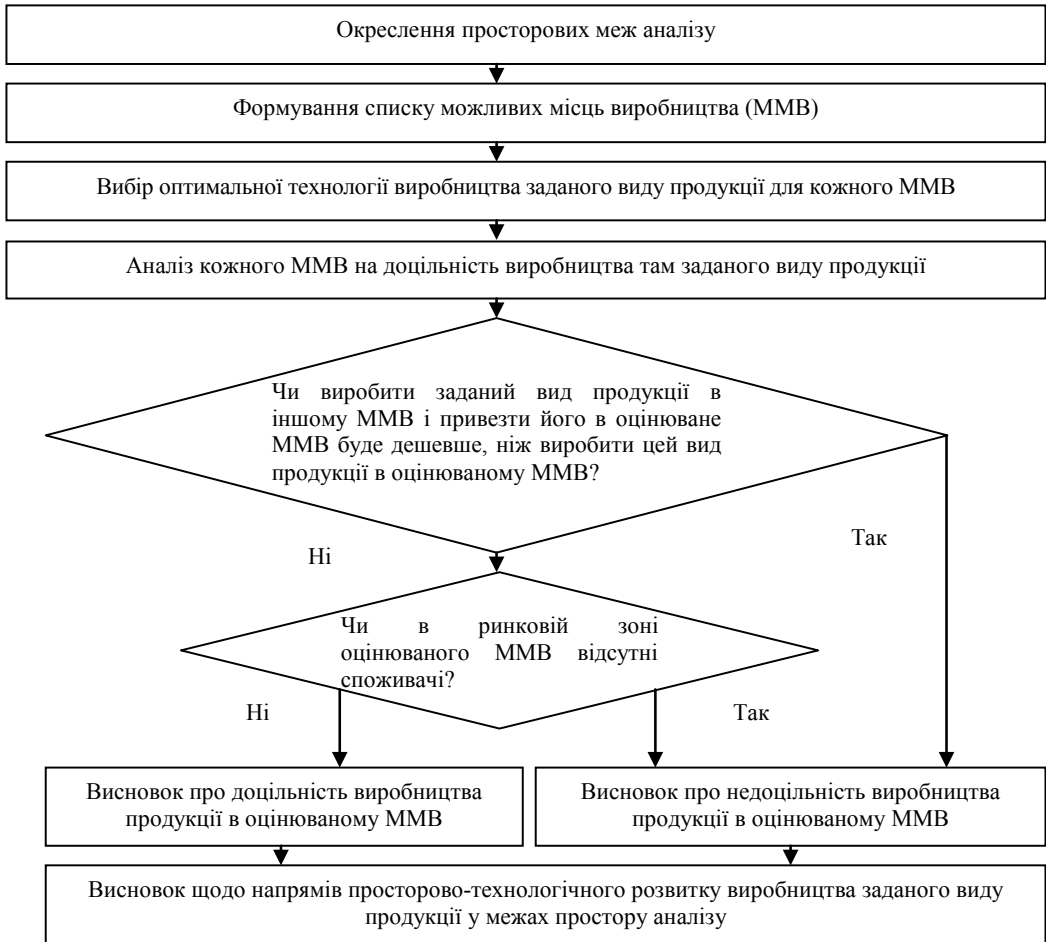 Окреслення просторових меж аналізу
Формування списку можливих місць виробництва (ММВ)
Вибір оптимальної технології виробництва заданого виду продукції для кожного ММВ
Аналіз кожного ММВ на доцільність виробництва там заданого виду продукції
Чи виробити заданий вид продукції в
іншому ММВ і привезти його в оцінюване
ММВ буде дешевше, ніж виробити цей вид
продукції в оцінюваному ММВ?
Ні
Так
Чи в ринковій зоні
оцінюваного ММВ відсутні
споживачі?
Ні
Так
Висновок про доцільність виробництва
продукції в оцінюваному ММВ
Висновок про недоцільність виробництва
продукції в оцінюваному ММВ
Висновок щодо напрямів просторово-технологічного розвитку виробництва заданого виду
продукції у межах простору аналізу